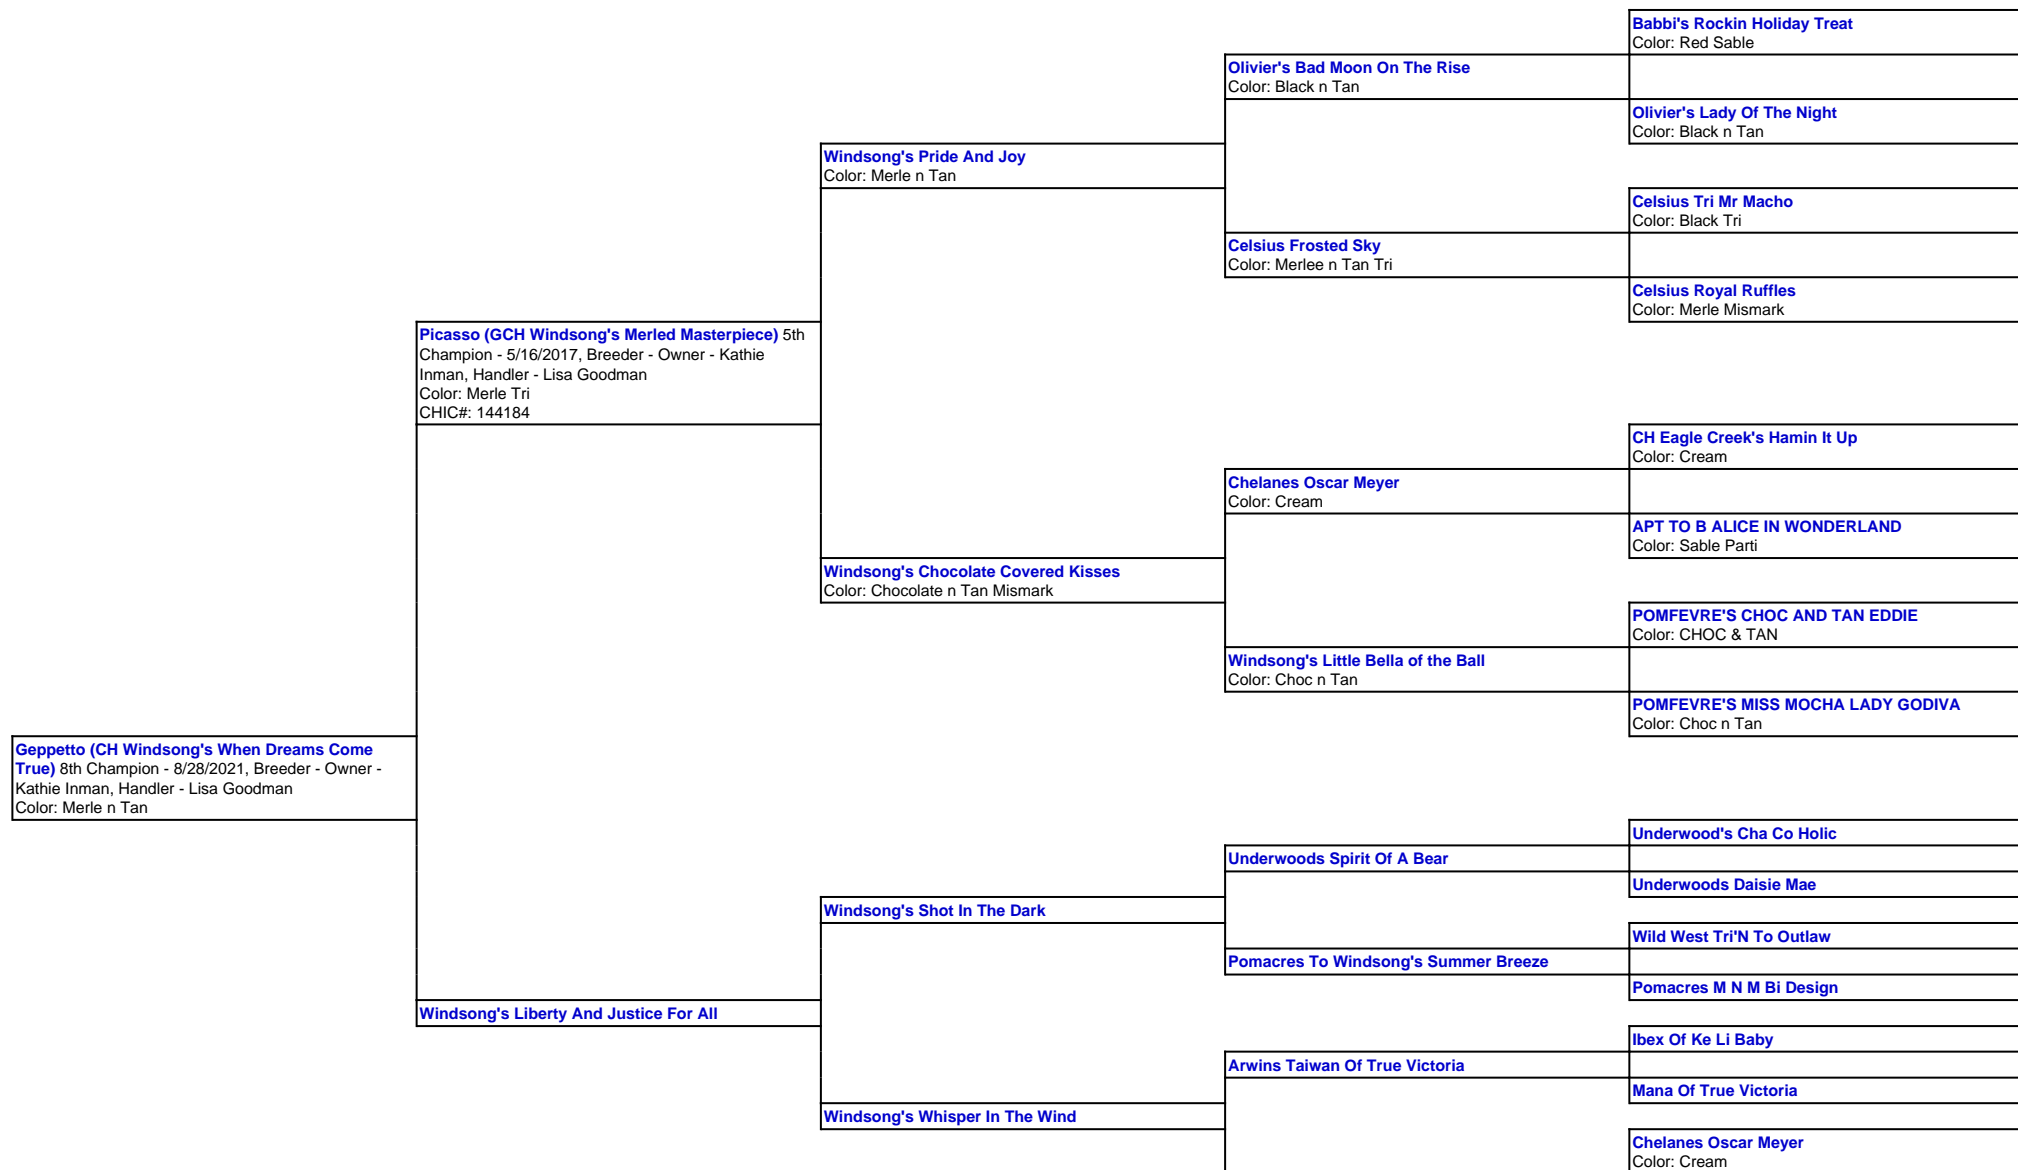 Babbi's Rockin Holiday Treat
Color: Red Sable
Olivier's Bad Moon On The Rise
Color: Black n Tan
Olivier's Lady Of The Night
Color: Black n Tan
Windsong's Pride And Joy
Color: Merle n Tan
Celsius Tri Mr Macho
Color: Black Tri
Celsius Frosted Sky
Color: Merlee n Tan Tri
Celsius Royal Ruffles
Color: Merle Mismark
Picasso (GCH Windsong's Merled Masterpiece) 5th
Champion - 5/16/2017, Breeder - Owner - Kathie
Inman, Handler - Lisa Goodman
Color: Merle Tri
CHIC#: 144184
CH Eagle Creek's Hamin It Up
Color: Cream
Chelanes Oscar Meyer
Color: Cream
APT TO B ALICE IN WONDERLAND
Color: Sable Parti
Windsong's Chocolate Covered Kisses
Color: Chocolate n Tan Mismark
POMFEVRE'S CHOC AND TAN EDDIE
Color: CHOC & TAN
Windsong's Little Bella of the Ball
Color: Choc n Tan
POMFEVRE'S MISS MOCHA LADY GODIVA
Color: Choc n Tan
Geppetto (CH Windsong's When Dreams Come
True) 8th Champion - 8/28/2021, Breeder - Owner -
Kathie Inman, Handler - Lisa Goodman
Color: Merle n Tan
Underwood's Cha Co Holic
Underwoods Spirit Of A Bear
Underwoods Daisie Mae
Windsong's Shot In The Dark
Wild West Tri'N To Outlaw
Pomacres To Windsong's Summer Breeze
Pomacres M N M Bi Design
Windsong's Liberty And Justice For All
Ibex Of Ke Li Baby
Arwins Taiwan Of True Victoria
Mana Of True Victoria
Windsong's Whisper In The Wind
Chelanes Oscar Meyer
Color: Cream